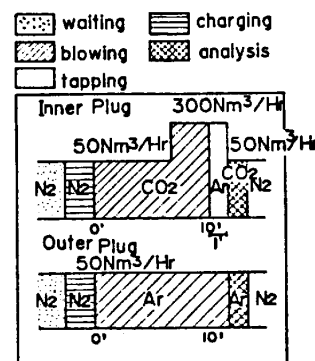 waiting charging
blowing analysis
tapping
Inner Plug 300Nm³/Hr
50Nm³/Hr 50Nm³/Hr
N2 N2 CO2 Ar CO2 N2
0' 10' 1'
Outer Plug
50Nm³/Hr
N2 N2 Ar Ar N2
0' 10'